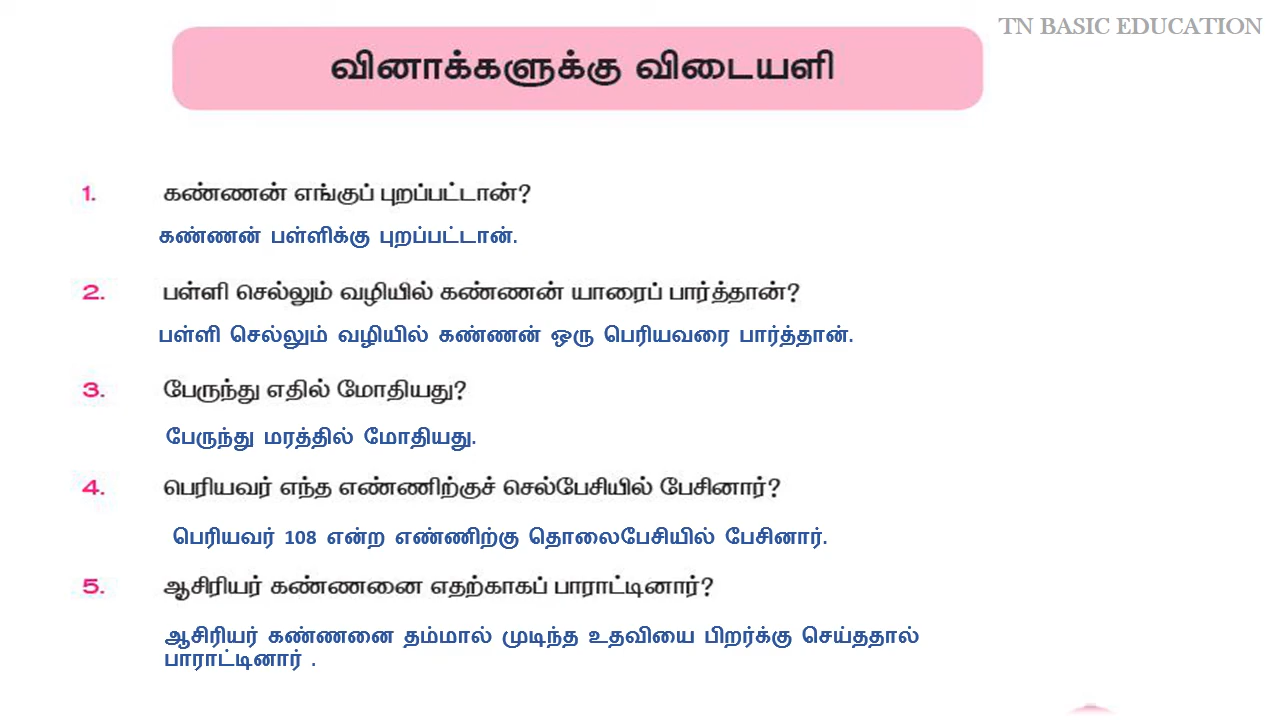 TN BASIC EDUCATION
வினாக்களுக்கு விடையளி
1. கண்ணன் எங்குப் புறப்பட்டான்?
கண்ணன் பள்ளிக்கு புறப்பட்டான்.
2. பள்ளி செல்லும் வழியில் கண்ணன் யாரைப் பார்த்தான்?
பள்ளி செல்லும் வழியில் கண்ணன் ஒரு பெரியவரை பார்த்தான்.
3. பேருந்து எதில் மோதியது?
பேருந்து மரத்தில் மோதியது.
4. பெரியவர் எந்த எண்ணிற்குச் செல்பேசியில் பேசினார்?
பெரியவர் 108 என்ற எண்ணிற்கு தொலைபேசியில் பேசினார்.
5. ஆசிரியர் கண்ணனை எதற்காகப் பாராட்டினார்?
ஆசிரியர் கண்ணனை தம்மால் முடிந்த உதவியை பிறர்க்கு செய்ததால்
பாராட்டினார் .